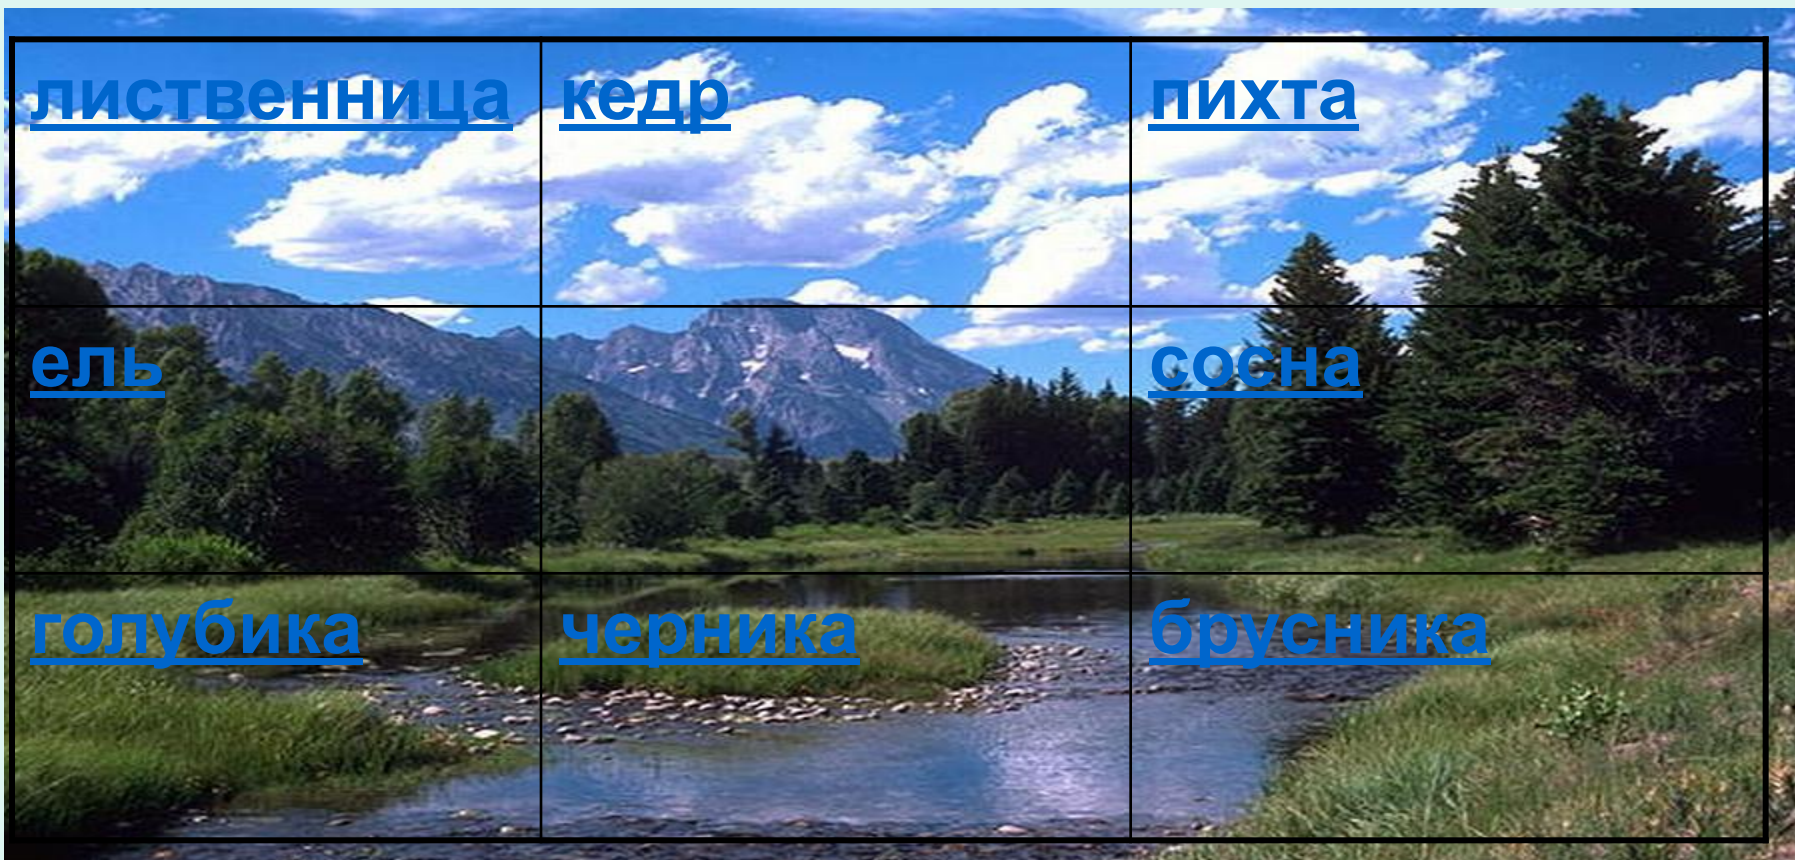 лиственница кедр пихта
ель сосна
голубика черника брусника